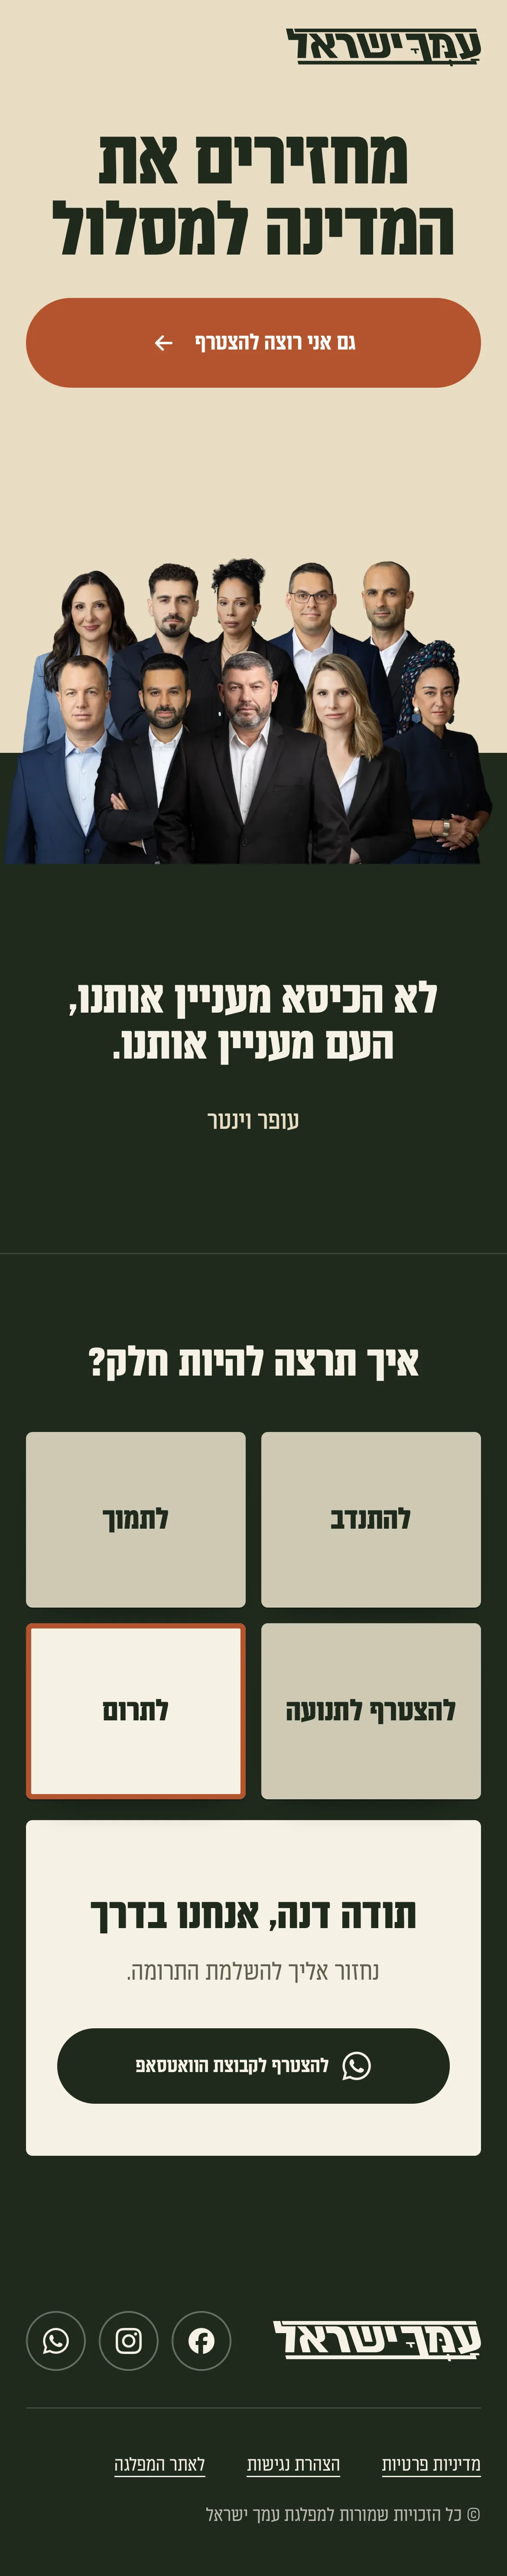 עַמְּךָ ישראל
מחזירים את
המדינה למסלול
גם אני רוצה להצטרף
לא הכיסא מעניין אותנו,
העם מעניין אותנו.
עופר וינטר
איך תרצה להיות חלק?
להתנדב
לתמוך
להצטרף לתנועה
לתרום
תודה דנה, אנחנו בדרך
נחזור אליך להשלמת התרומה.
להצטרף לקבוצת הוואטסאפ
עַמְּךָ ישראל
מדיניות פרטיות
הצהרת נגישות
לאתר המפלגה
© כל הזכויות שמורות למפלגת עמך ישראל